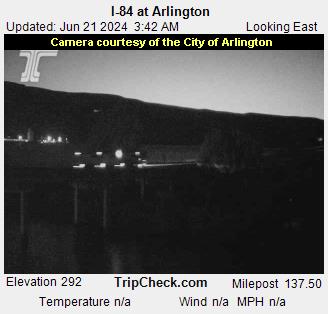 I-84 at Arlington
Updated: Jun 21 2024 3:42 AM Looking East
Camera courtesy of the City of Arlington
Elevation 292 TripCheck.com Milepost 137.50
Temperature n/a Wind n/a MPH n/a